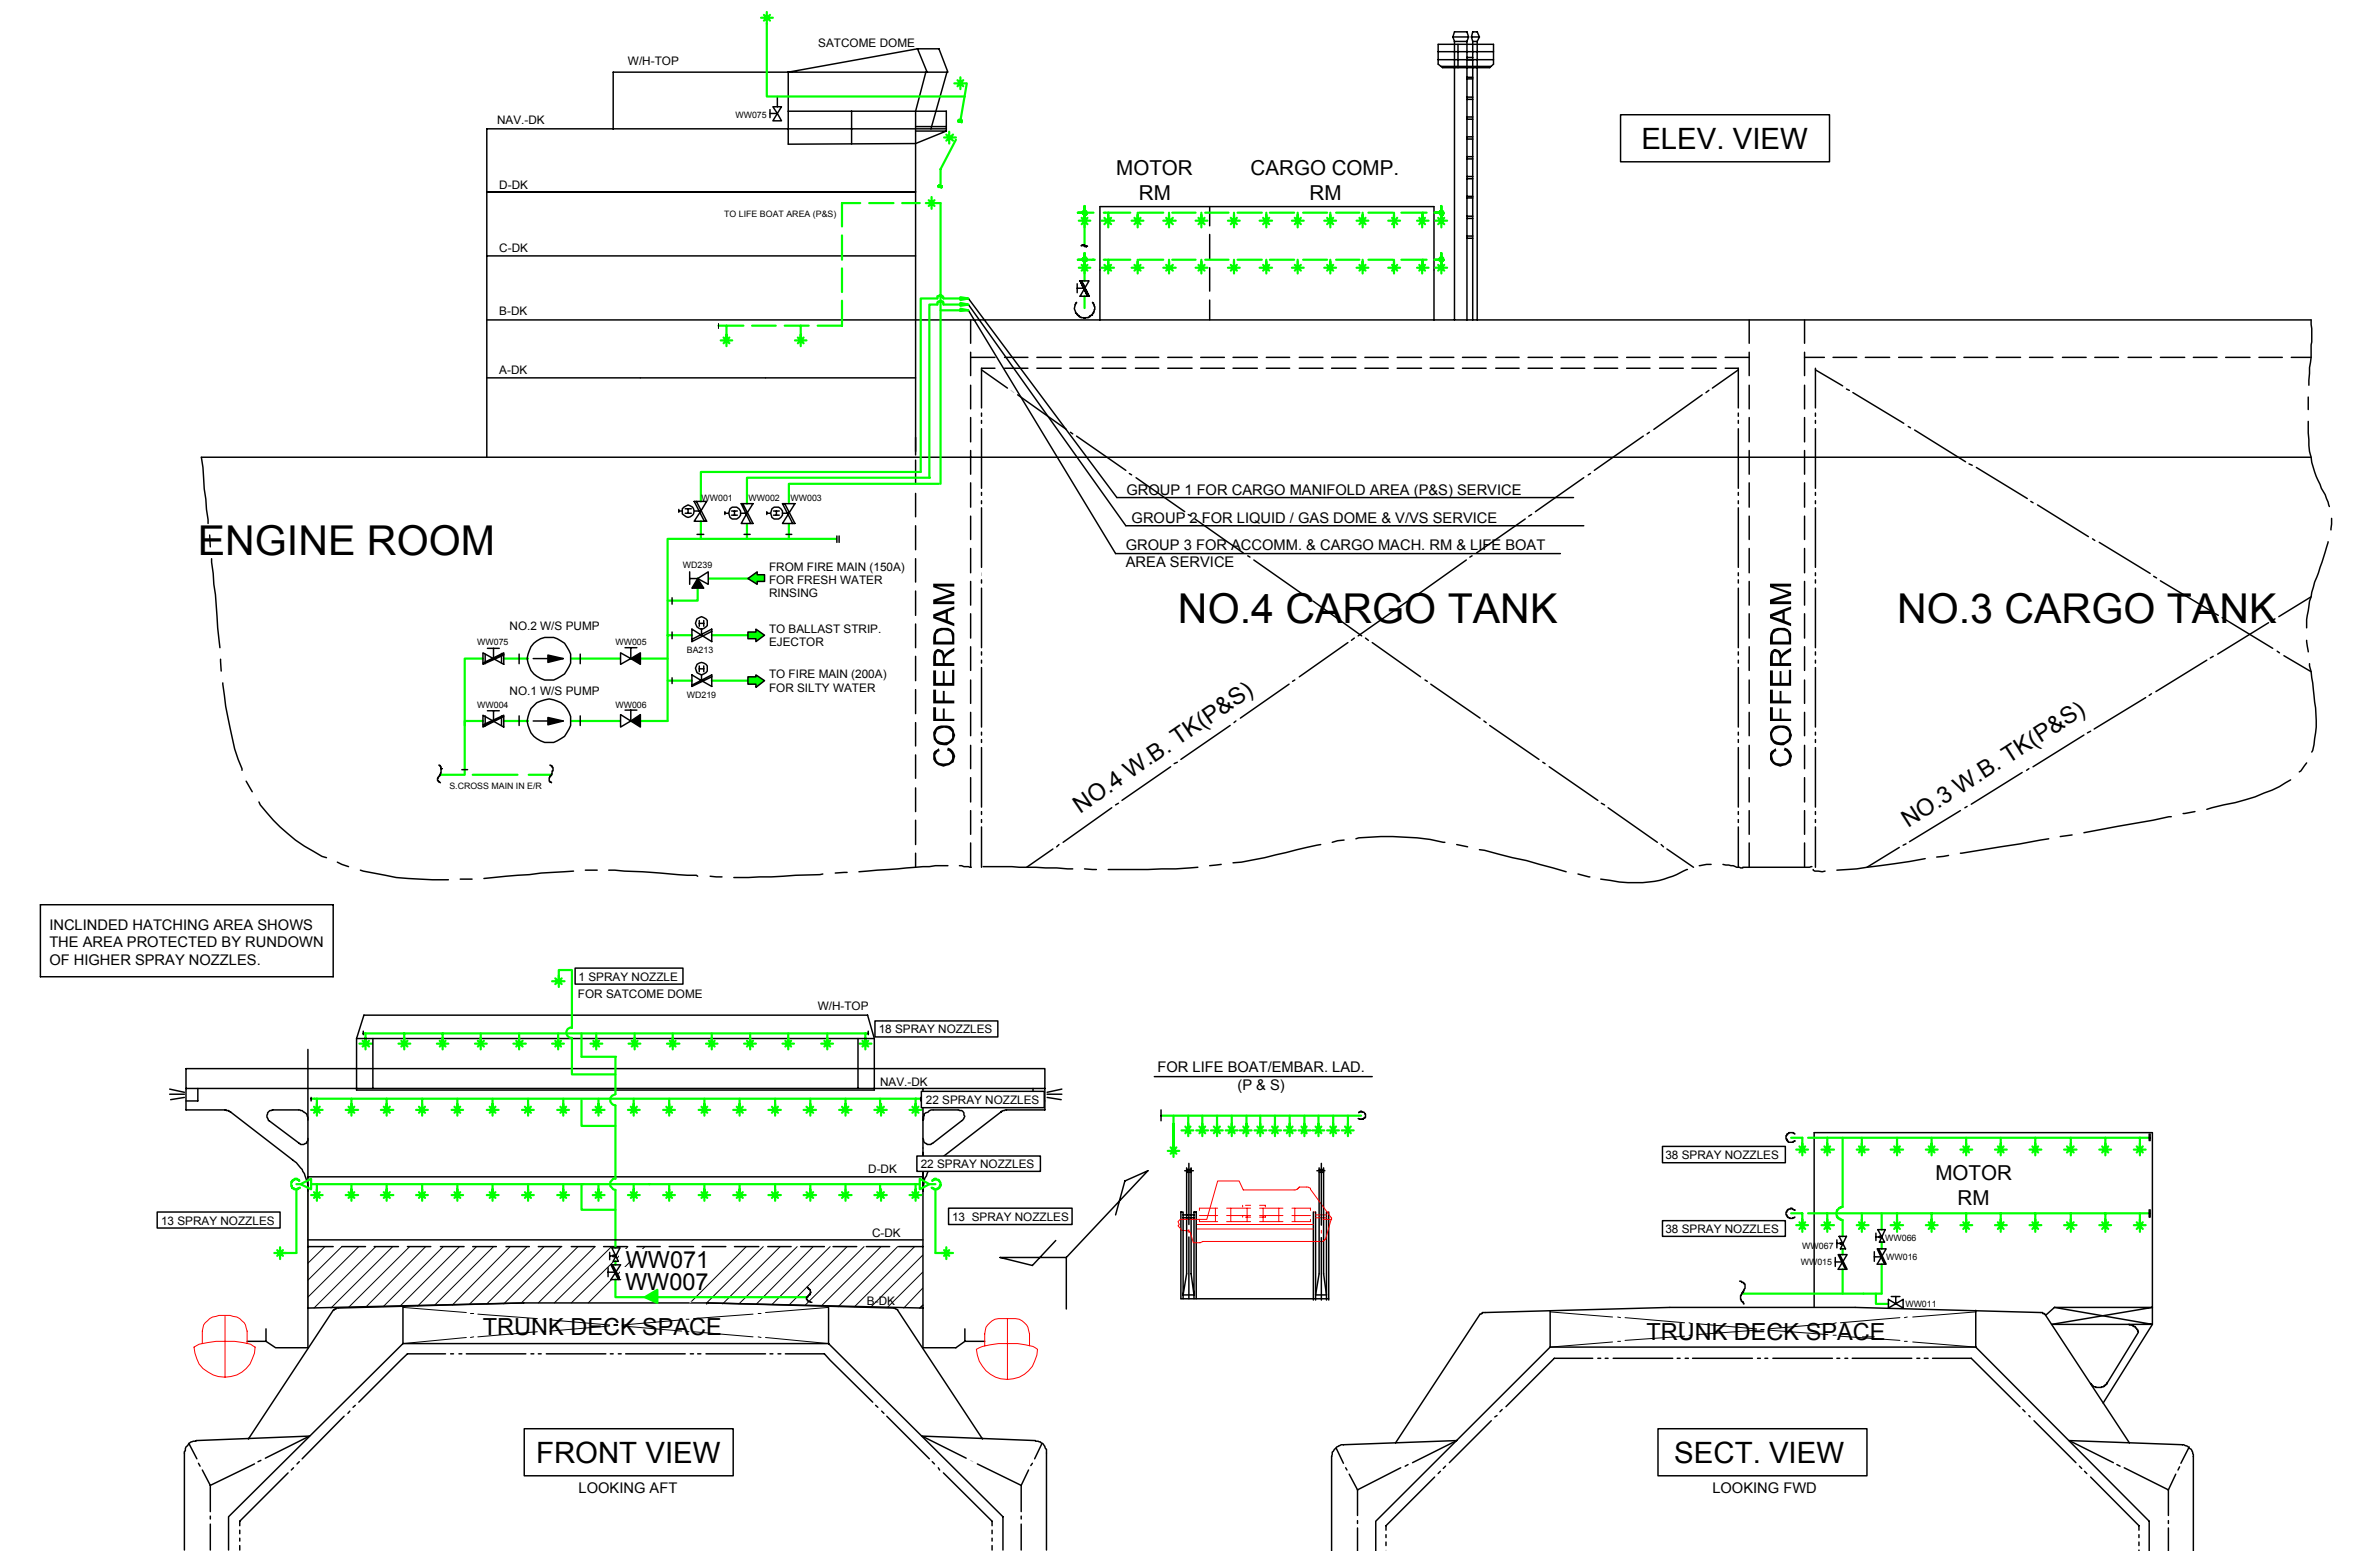 SATCOME DOME
W/H-TOP
WW075
NAV.-DK
ELEV. VIEW
MOTOR
RM
CARGO COMP.
RM
D-DK
TO LIFE BOAT AREA (P&S)
C-DK
B-DK
A-DK
WW001
WW002
WW003
GROUP 1 FOR CARGO MANIFOLD AREA (P&S) SERVICE
GROUP 2 FOR LIQUID / GAS DOME & V/VS SERVICE
GROUP 3 FOR ACCOMM. & CARGO MACH. RM & LIFE BOAT
AREA SERVICE
ENGINE ROOM
H
H
H
WD239
FROM FIRE MAIN (150A)
FOR FRESH WATER
RINSING
COFFERDAM
NO.4 CARGO TANK
COFFERDAM
NO.3 CARGO TANK
NO.2 W/S PUMP
WW075
WW005
H
BA213
TO BALLAST STRIP.
EJECTOR
NO.1 W/S PUMP
WW004
WW006
H
WD219
TO FIRE MAIN (200A)
FOR SILTY WATER
NO.4 W.B. TK(P&S)
NO.3 W.B. TK(P&S)
S.CROSS MAIN IN E/R
INCLINDED HATCHING AREA SHOWS
THE AREA PROTECTED BY RUNDOWN
OF HIGHER SPRAY NOZZLES.
1 SPRAY NOZZLE
FOR SATCOME DOME
W/H-TOP
18 SPRAY NOZZLES
NAV.-DK
22 SPRAY NOZZLES
D-DK
22 SPRAY NOZZLES
13 SPRAY NOZZLES
13 SPRAY NOZZLES
C-DK
WW071
WW007
B-DK
TRUNK DECK SPACE
FRONT VIEW
LOOKING AFT
FOR LIFE BOAT/EMBAR. LAD.
(P & S)
38 SPRAY NOZZLES
MOTOR
RM
38 SPRAY NOZZLES
WW067
WW066
WW015
WW016
WW011
TRUNK DECK SPACE
SECT. VIEW
LOOKING FWD